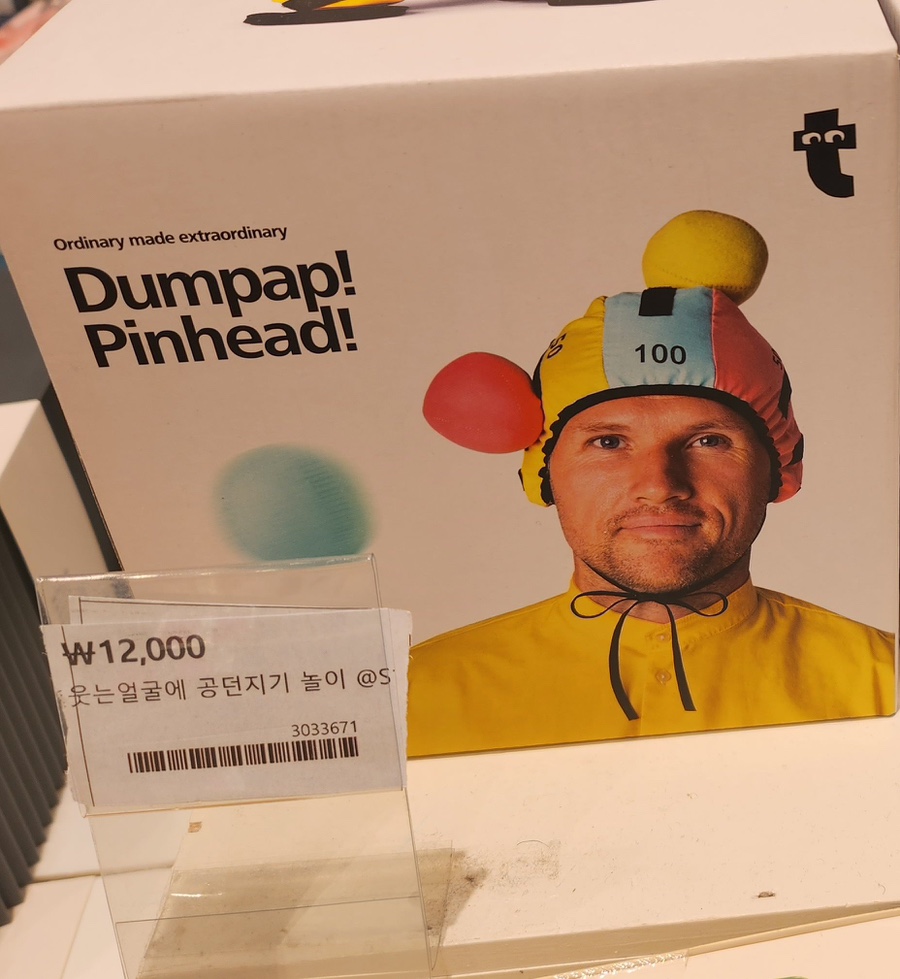 t
Ordinary made extraordinary
Dumpap!
Pinhead!
100
₩12,000
웃는얼굴에 공던지기 놀이 @S
3033671